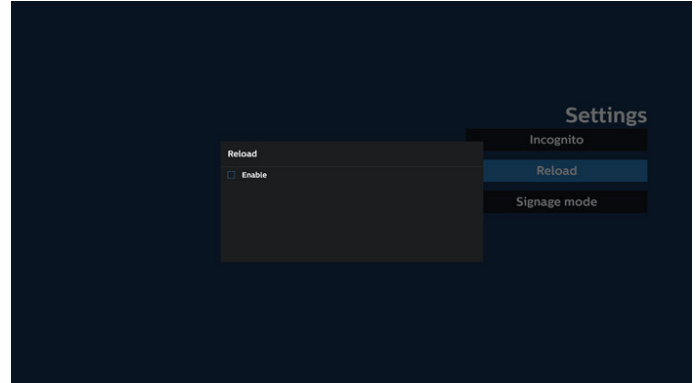 Settings
Incognito
Reload
Signage mode
Reload
Enable